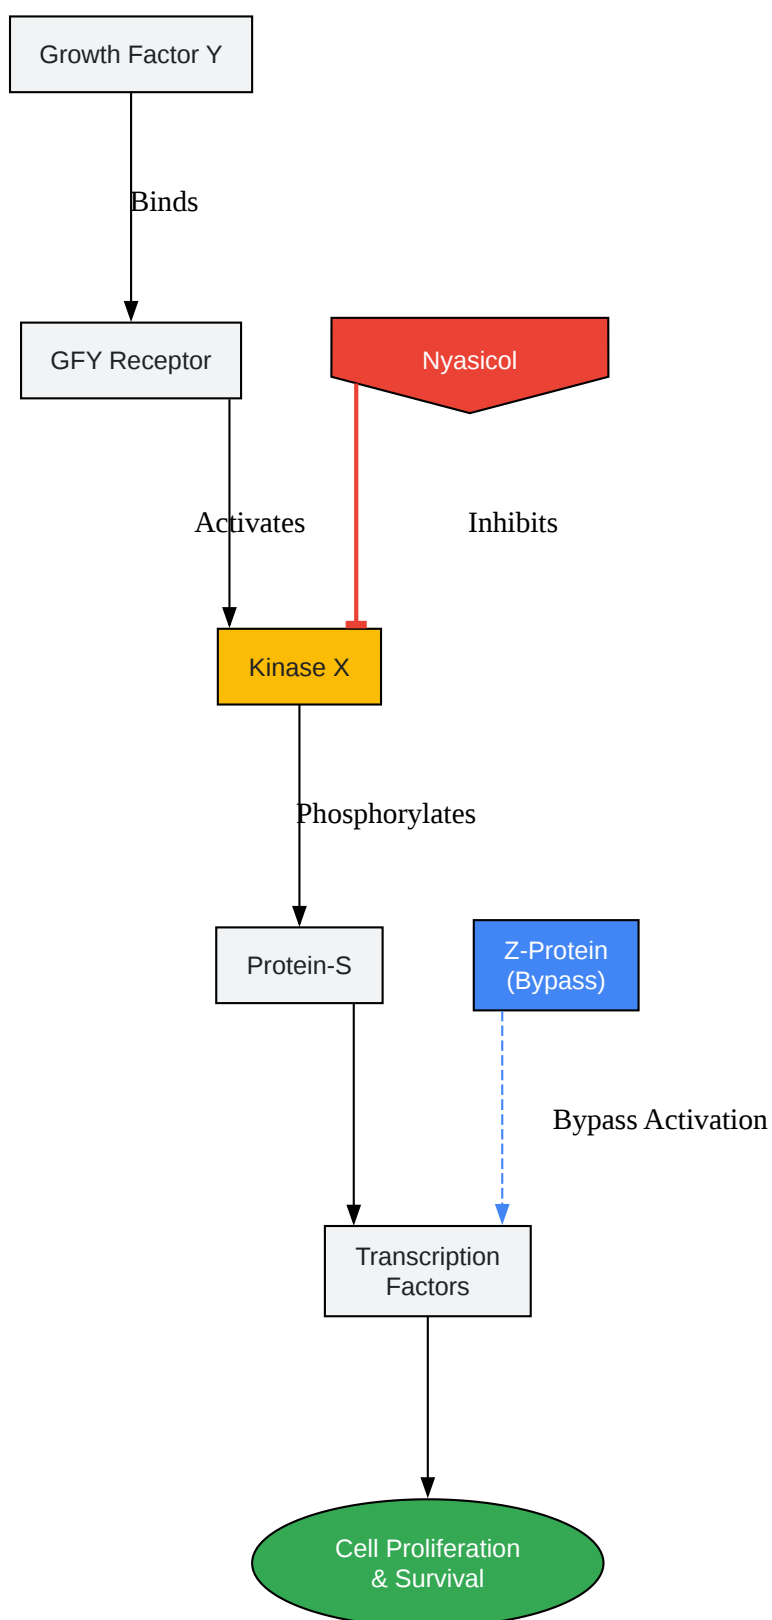 Growth Factor Y
Binds
GFY Receptor
Nyasicol
Activates
Inhibits
Kinase X
Phosphorylates
Protein-S
Z-Protein
(Bypass)
Bypass Activation
Transcription
Factors
Cell Proliferation
& Survival